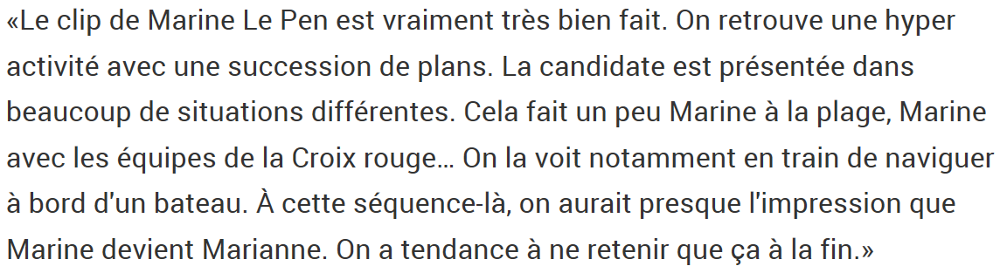 «Le clip de Marine Le Pen est vraiment très bien fait. On retrouve une hyper
activité avec une succession de plans. La candidate est présentée dans
beaucoup de situations différentes. Cela fait un peu Marine à la plage, Marine
avec les équipes de la Croix rouge… On la voit notamment en train de naviguer
à bord d'un bateau. À cette séquence-là, on aurait presque l'impression que
Marine devient Marianne. On a tendance à ne retenir que ça à la fin.»